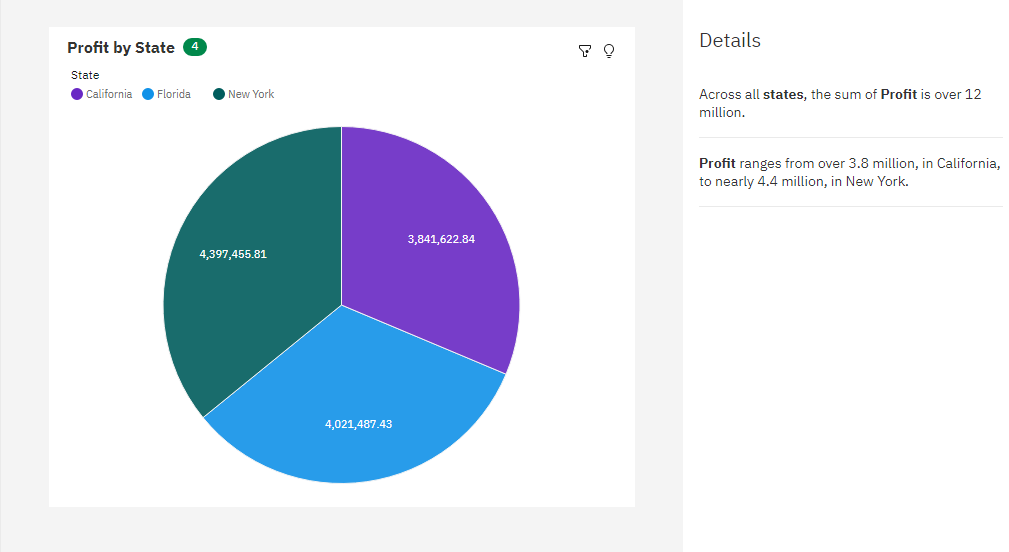 Profit by State 4
State
California Florida New York
3,841,622.84
4,397,455.81
4,021,487.43
Details
Across all states, the sum of Profit is over 12
million.
Profit ranges from over 3.8 million, in California,
to nearly 4.4 million, in New York.